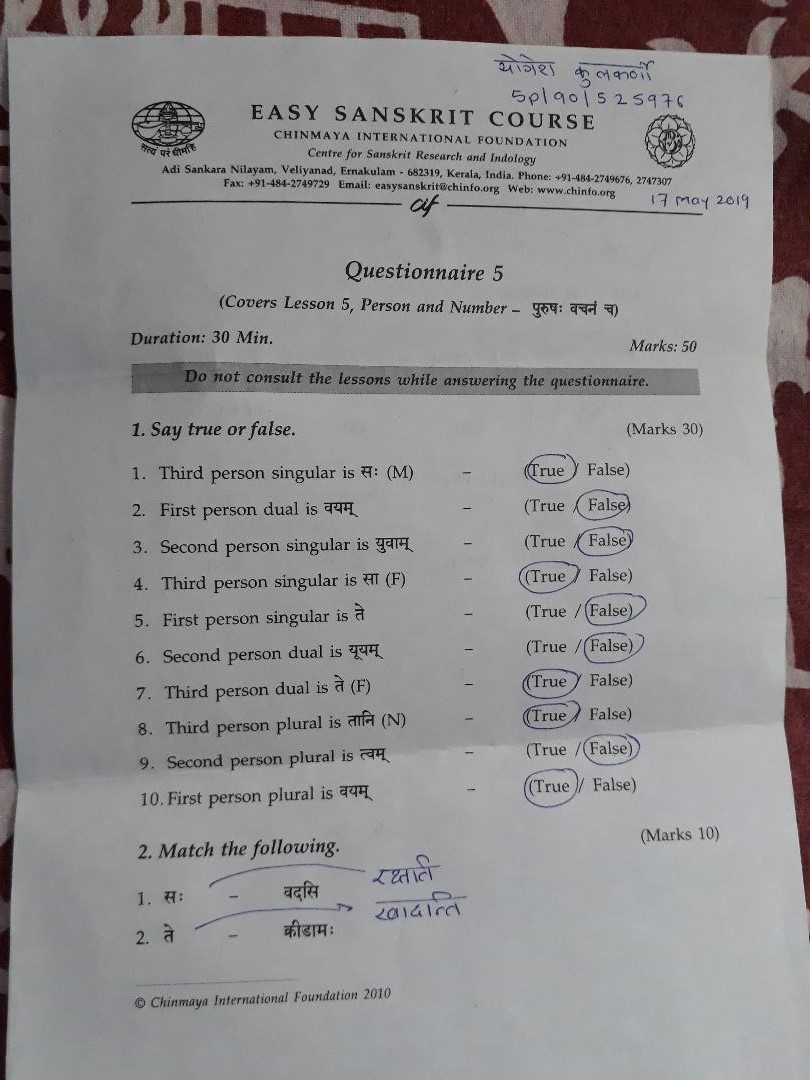 योगेश कुलकर्णी
Sp/90/525976
EASY SANSKRIT COURSE
CHINMAYA INTERNATIONAL FOUNDATION
Centre for Sanskrit Research and Indology
सत्यं परं धीमहि
Adi Sankara Nilayam, Veliyanad, Ernakulam - 682319, Kerala, India. Phone: +91-484-2749676, 2747307
Fax: +91-484-2749729 Email: easysanskrit@chinfo.org Web: www.chinfo.org
17 May 2019
Questionnaire 5
(Covers Lesson 5, Person and Number – पुरुषः वचनं च)
Duration: 30 Min. Marks: 50
Do not consult the lessons while answering the questionnaire.
1. Say true or false. (Marks 30)
1. Third person singular is सः (M) – (True / False)
2. First person dual is वयम् – (True / False)
3. Second person singular is युवाम् – (True / False)
4. Third person singular is सा (F) – (True / False)
5. First person singular is ते – (True / False)
6. Second person dual is यूयम् – (True / False)
7. Third person dual is ते (F) – (True / False)
8. Third person plural is तानि (N) – (True / False)
9. Second person plural is त्वम् – (True / False)
10. First person plural is वयम् – (True / False)
2. Match the following. (Marks 10)
1. सः – वदसि रक्षति
2. ते – क्रीडामः खादन्ति
© Chinmaya International Foundation 2010